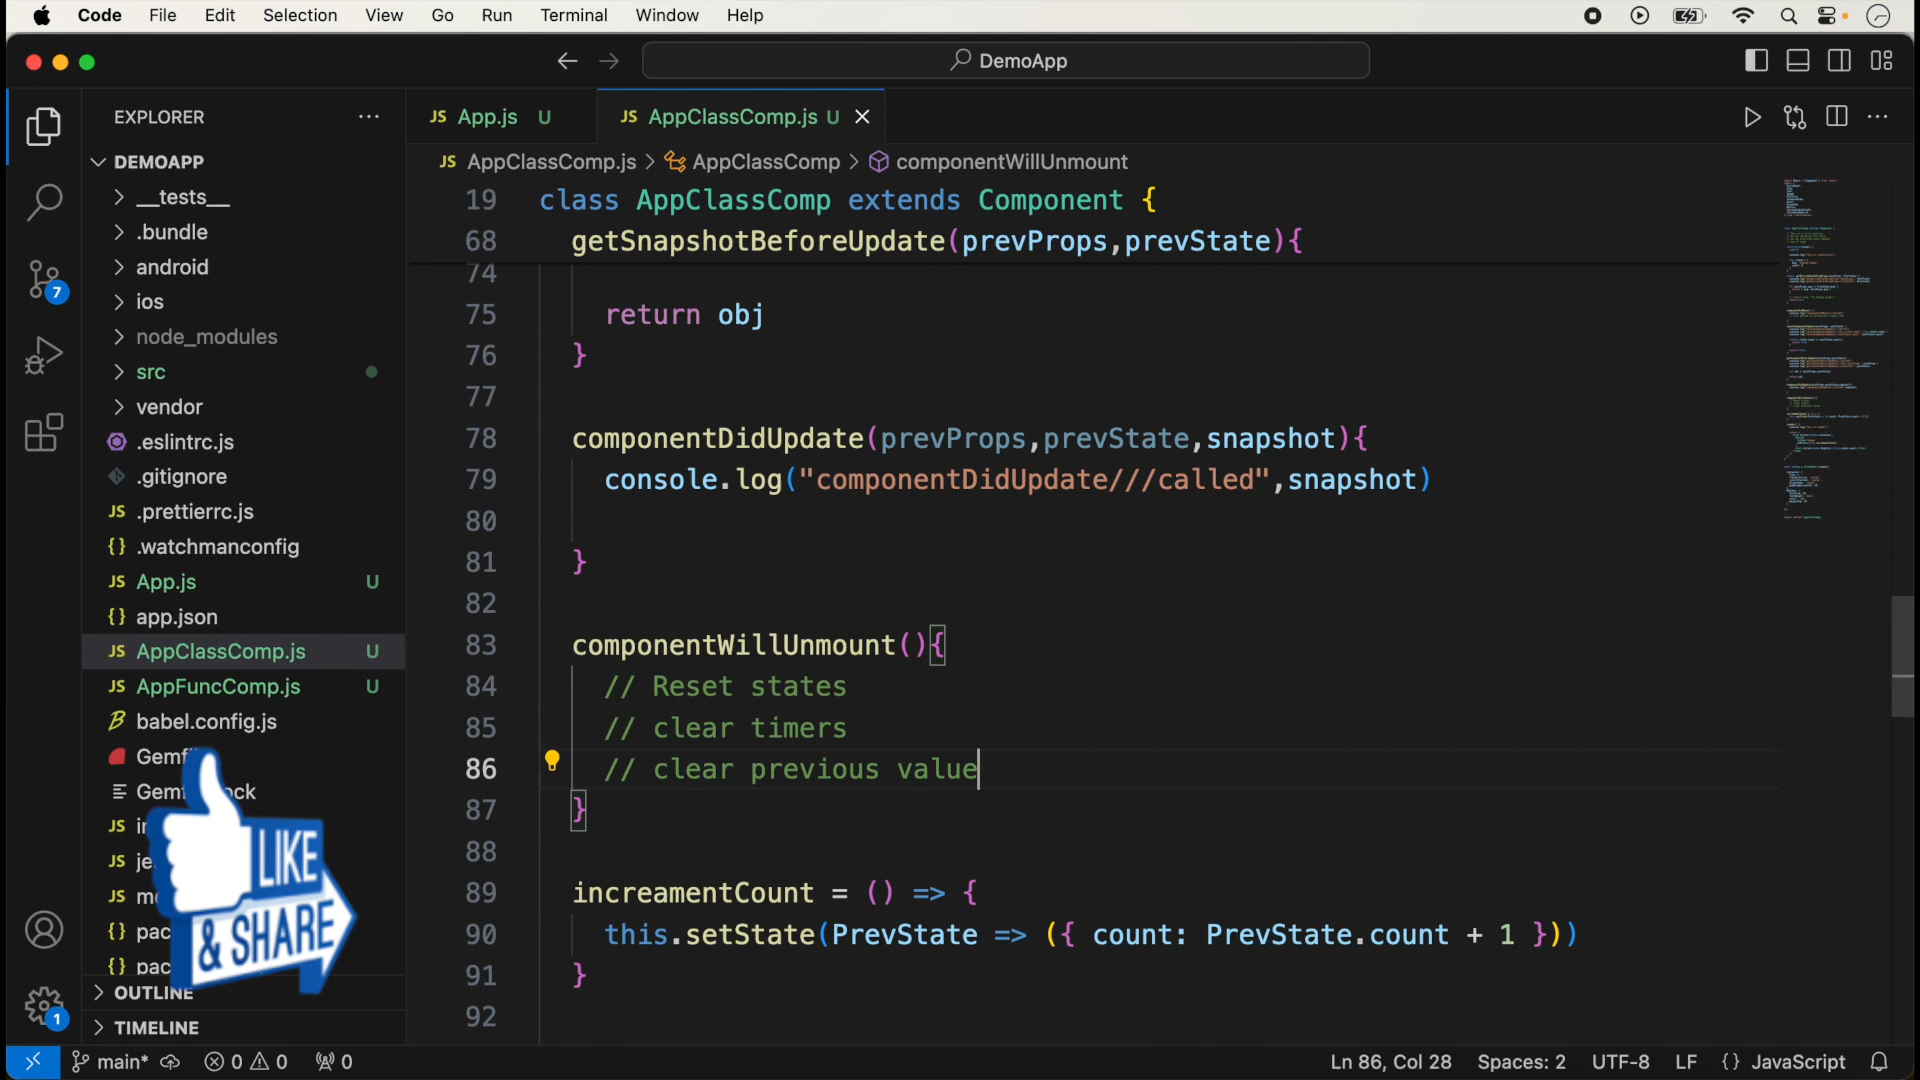 Code File Edit Selection View Go Run Terminal Window Help
DemoApp
EXPLORER
DEMOAPP
__tests__
.bundle
android
ios
node_modules
src
vendor
.eslintrc.js
.gitignore
JS .prettierrc.js
{} .watchmanconfig
JS App.js U
{} app.json
JS AppClassComp.js U
JS AppFuncComp.js U
babel.config.js
OUTLINE
TIMELINE
LIKE
& SHARE
7
1
JS App.js U
JS AppClassComp.js U
JS AppClassComp.js > AppClassComp > componentWillUnmount
19 class AppClassComp extends Component {
68 getSnapshotBeforeUpdate(prevProps,prevState){
74
75 return obj
76 }
77
78 componentDidUpdate(prevProps,prevState,snapshot){
79 console.log("componentDidUpdate///called",snapshot)
80
81 }
82
83 componentWillUnmount(){
84 // Reset states
85 // clear timers
86 // clear previous value
87 }
88
89 increamentCount = () => {
90 this.setState(PrevState => ({ count: PrevState.count + 1 }))
91 }
92
main* 0 0 0
Ln 86, Col 28 Spaces: 2 UTF-8 LF {} JavaScript